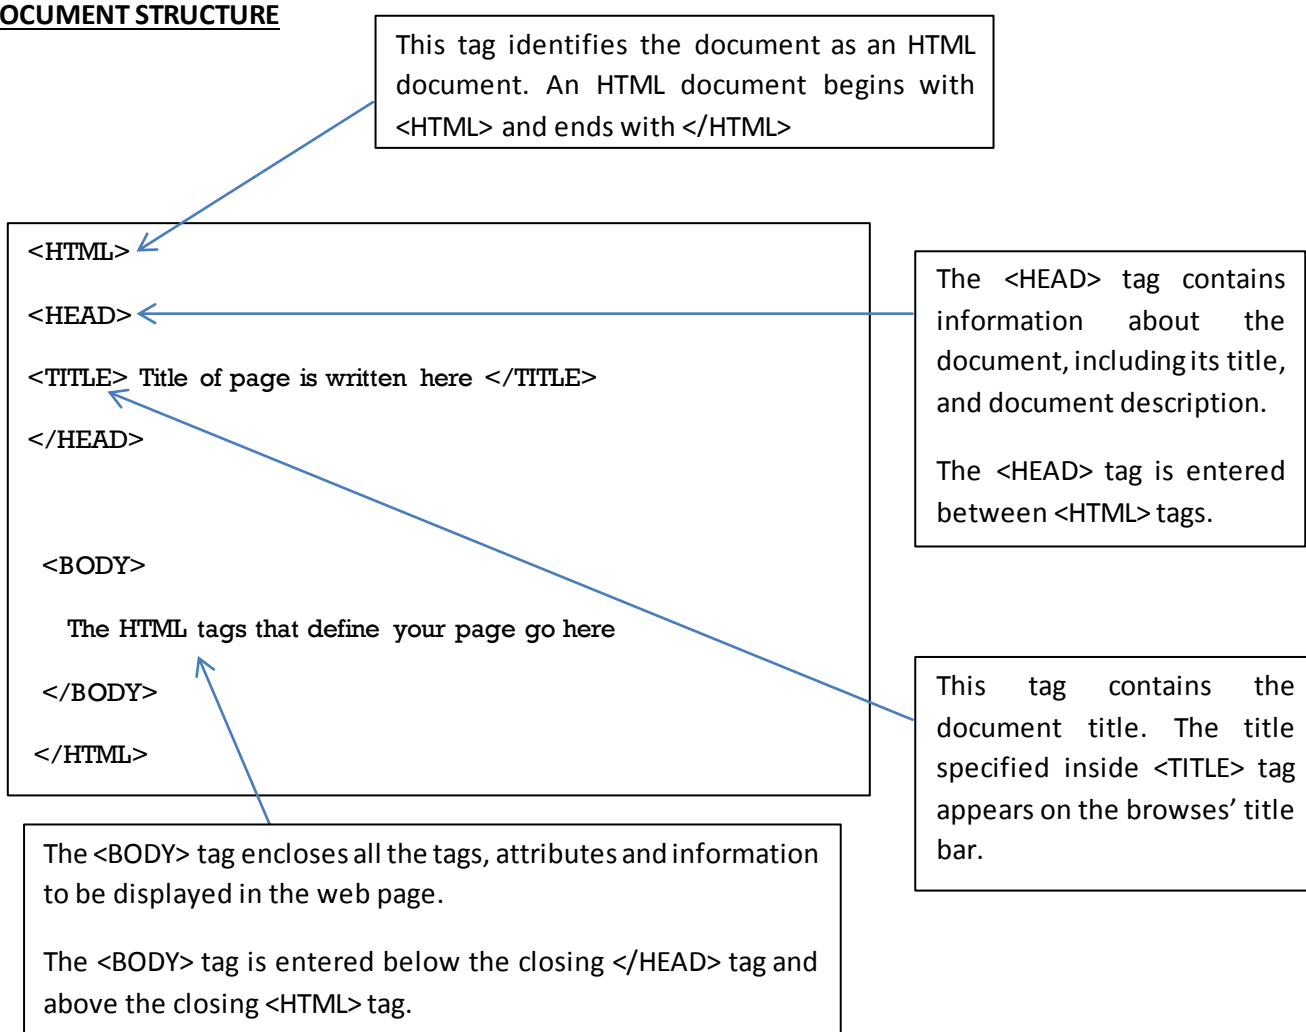 OCUMENT STRUCTURE
This tag identifies the document as an HTML
document. An HTML document begins with
<HTML> and ends with </HTML>
<HTML>
<HEAD>
<TITLE> Title of page is written here </TITLE>
</HEAD>
<BODY>
The HTML tags that define your page go here
</BODY>
</HTML>
The <HEAD> tag contains
information about the
document, including its title,
and document description.
The <HEAD> tag is entered
between <HTML> tags.
This tag contains the
document title. The title
specified inside <TITLE> tag
appears on the browses’ title
bar.
The <BODY> tag encloses all the tags, attributes and information
to be displayed in the web page.
The <BODY> tag is entered below the closing </HEAD> tag and
above the closing <HTML> tag.